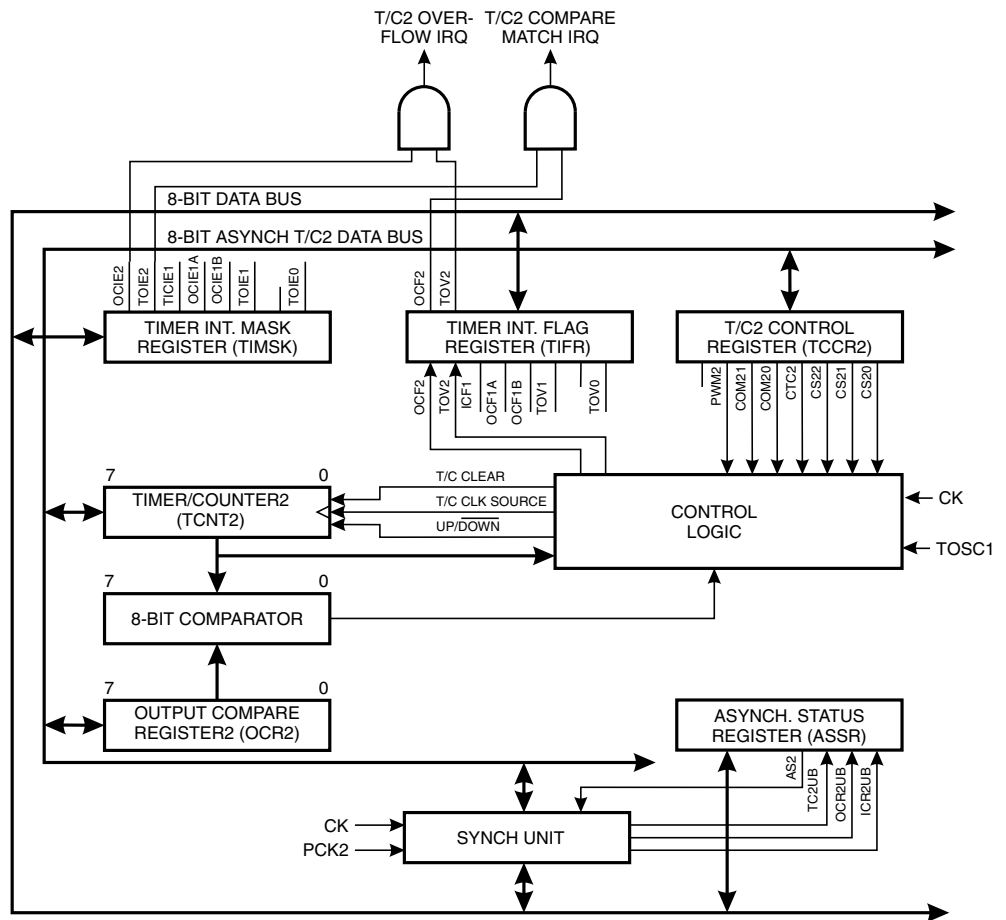 T/C2 OVER-
FLOW IRQ
T/C2 COMPARE
MATCH IRQ
8-BIT DATA BUS
8-BIT ASYNCH T/C2 DATA BUS
OCIE2
TOIE2
TICIE1
OCIE1A
OCIE1B
TOIE1
TOIE0
OCF2
TOV2
TIMER INT. MASK
REGISTER (TIMSK)
TIMER INT. FLAG
REGISTER (TIFR)
T/C2 CONTROL
REGISTER (TCCR2)
OCF2
TOV2
ICF1
OCF1A
OCF1B
TOV1
TOV0
PWM2
COM21
COM20
CTC2
CS22
CS21
CS20
7
0
TIMER/COUNTER2
(TCNT2)
T/C CLEAR
T/C CLK SOURCE
UP/DOWN
CONTROL
LOGIC
CK
TOSC1
7
0
8-BIT COMPARATOR
7
0
OUTPUT COMPARE
REGISTER2 (OCR2)
ASYNCH. STATUS
REGISTER (ASSR)
AS2
TC2UB
OCR2UB
ICR2UB
CK
PCK2
SYNCH UNIT